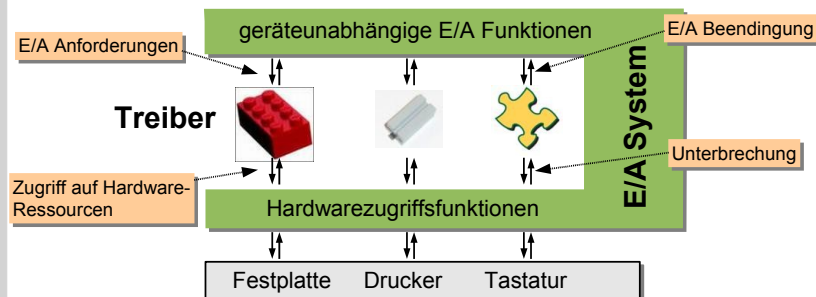 geräteunabhängige E/A Funktionen
E/A Anforderungen
E/A Beendingung
Treiber
E/A System
Unterbrechung
Zugriff auf Hardware-
Ressourcen
Hardwarezugriffsfunktionen
Festplatte Drucker Tastatur